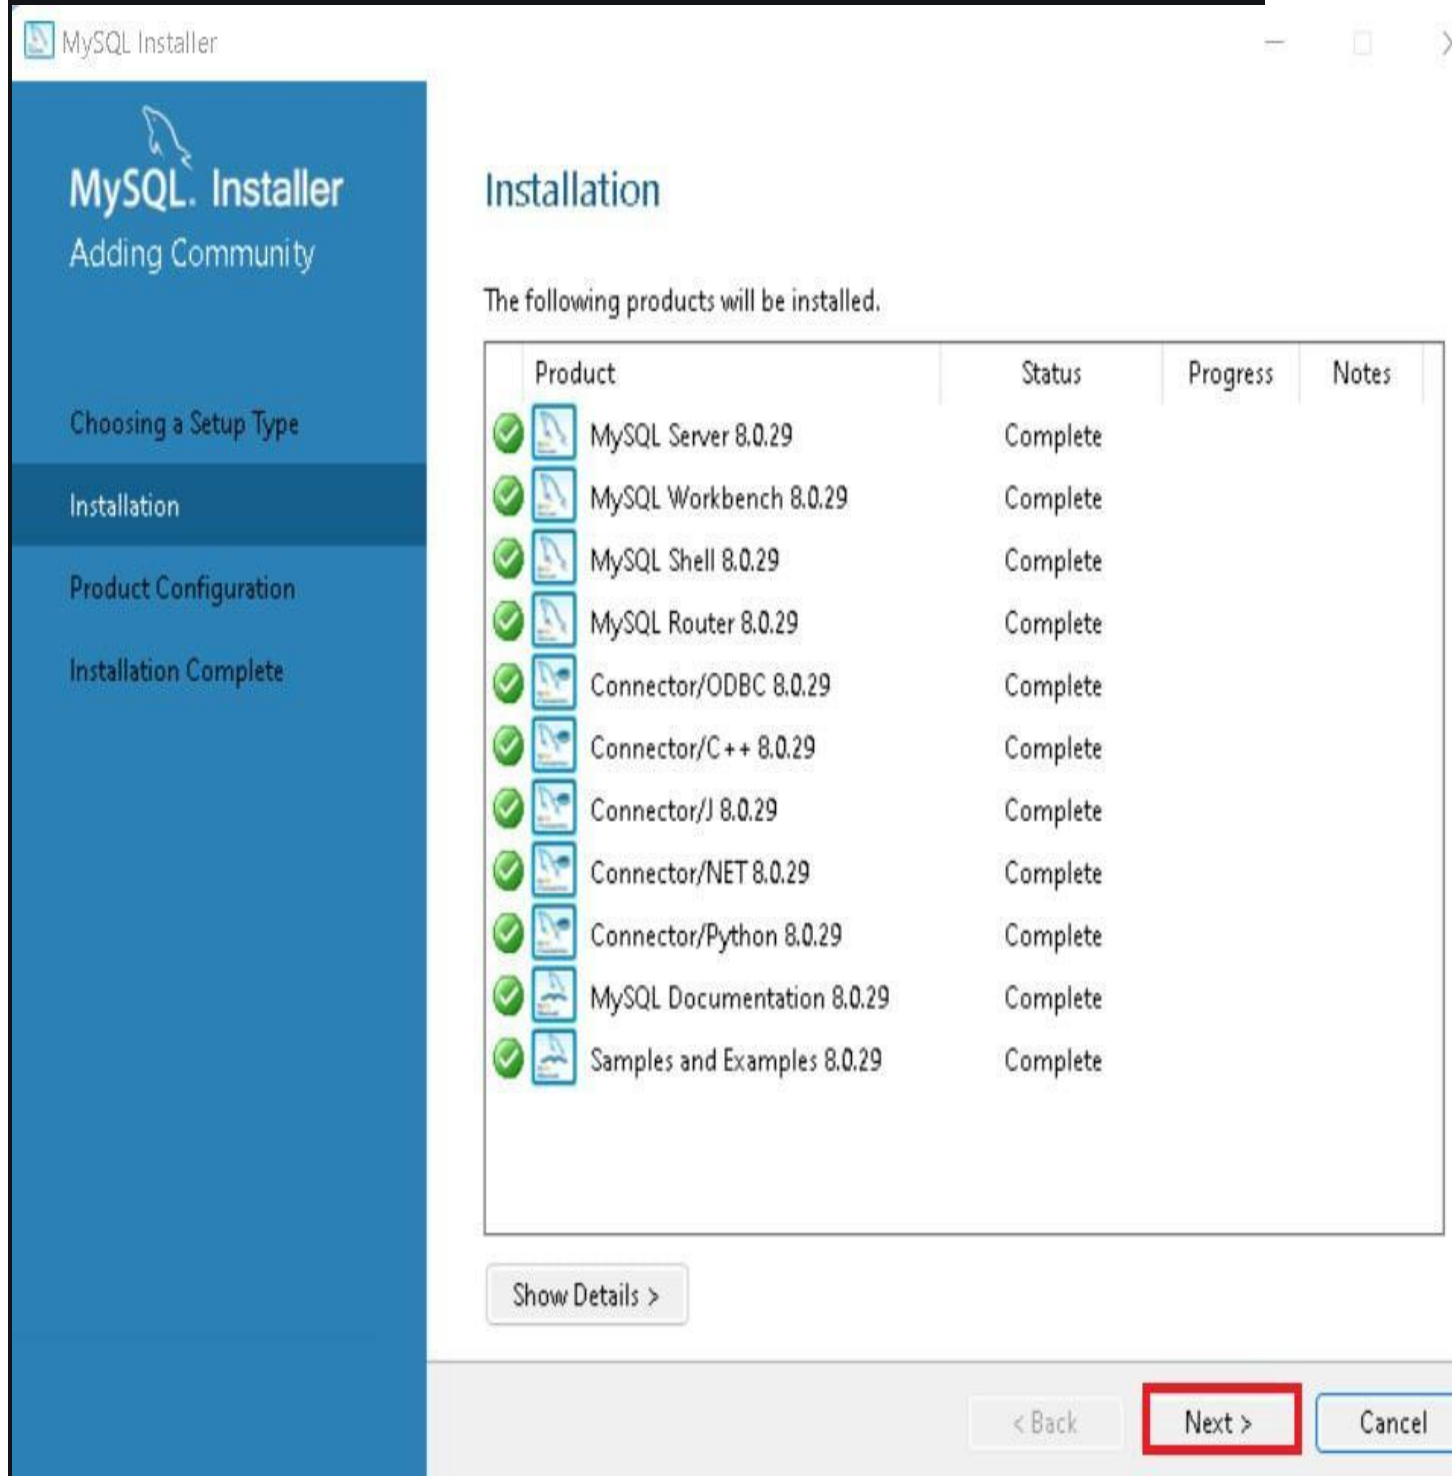 MySQL Installer
MySQL. Installer
Adding Community
Choosing a Setup Type
Installation
Product Configuration
Installation Complete
Installation
The following products will be installed.
Product Status Progress Notes
MySQL Server 8.0.29 Complete
MySQL Workbench 8.0.29 Complete
MySQL Shell 8.0.29 Complete
MySQL Router 8.0.29 Complete
Connector/ODBC 8.0.29 Complete
Connector/C++ 8.0.29 Complete
Connector/J 8.0.29 Complete
Connector/NET 8.0.29 Complete
Connector/Python 8.0.29 Complete
MySQL Documentation 8.0.29 Complete
Samples and Examples 8.0.29 Complete
Show Details >
< Back Next > Cancel